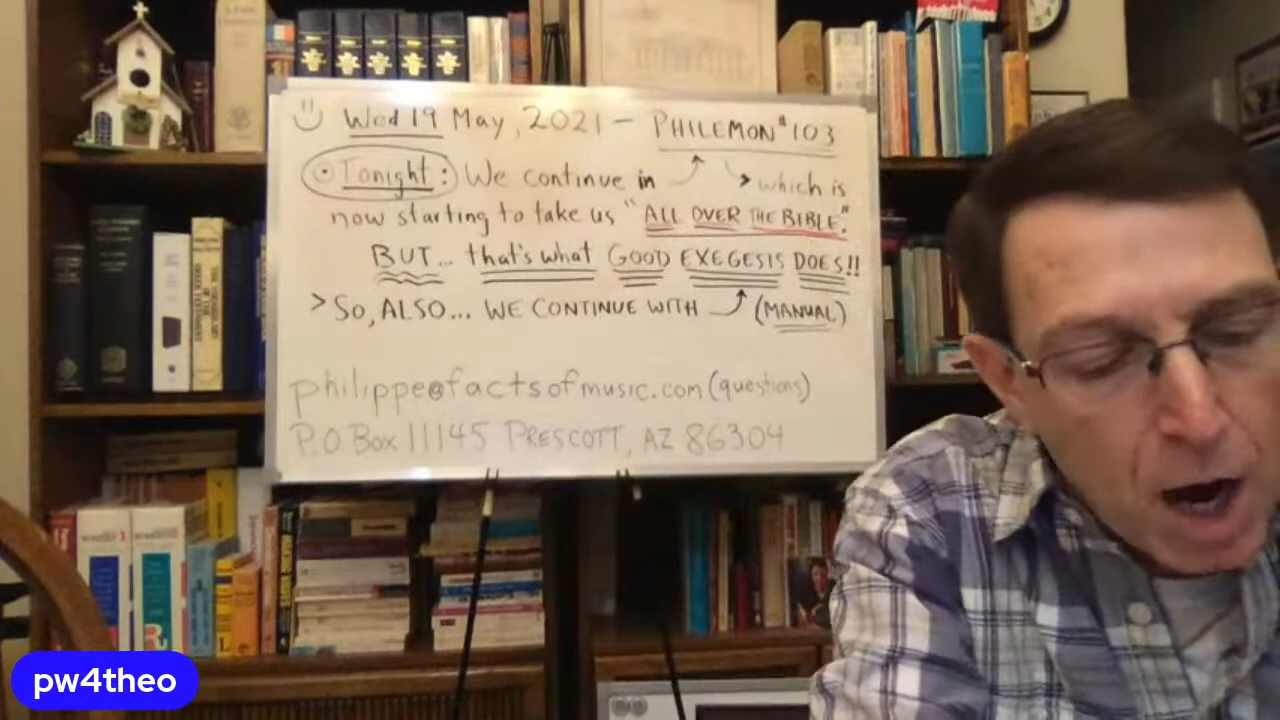 Wed 19 May, 2021 - PHILEMON #103
Tonight: We continue in > which is
now starting to take us "ALL OVER THE BIBLE".
BUT... that's what GOOD EXEGESIS DOES!!
> So, ALSO... WE CONTINUE WITH (MANUAL)
philippe@factsofmusic.com (questions)
P.O. Box 11145 PRESCOTT, AZ 86304
pw4theo